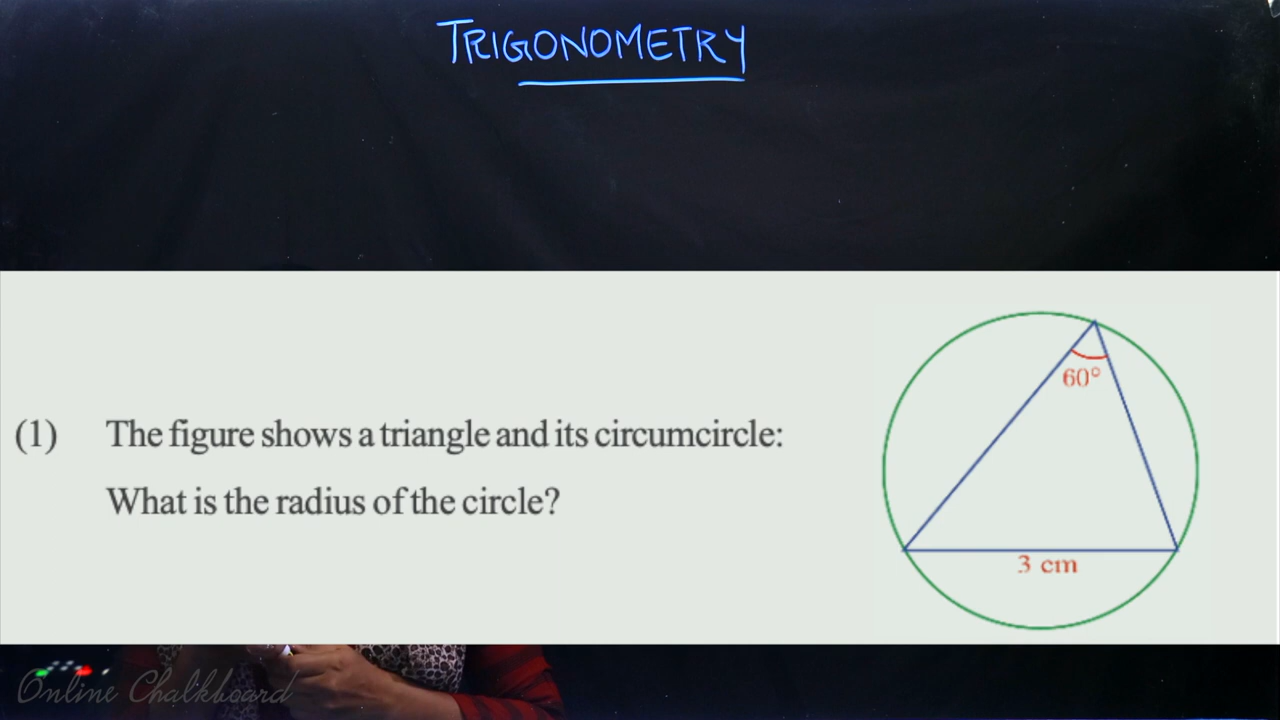 TRIGONOMETRY
60°
(1) The figure shows a triangle and its circumcircle:
What is the radius of the circle?
3 cm
Online Chalkboard